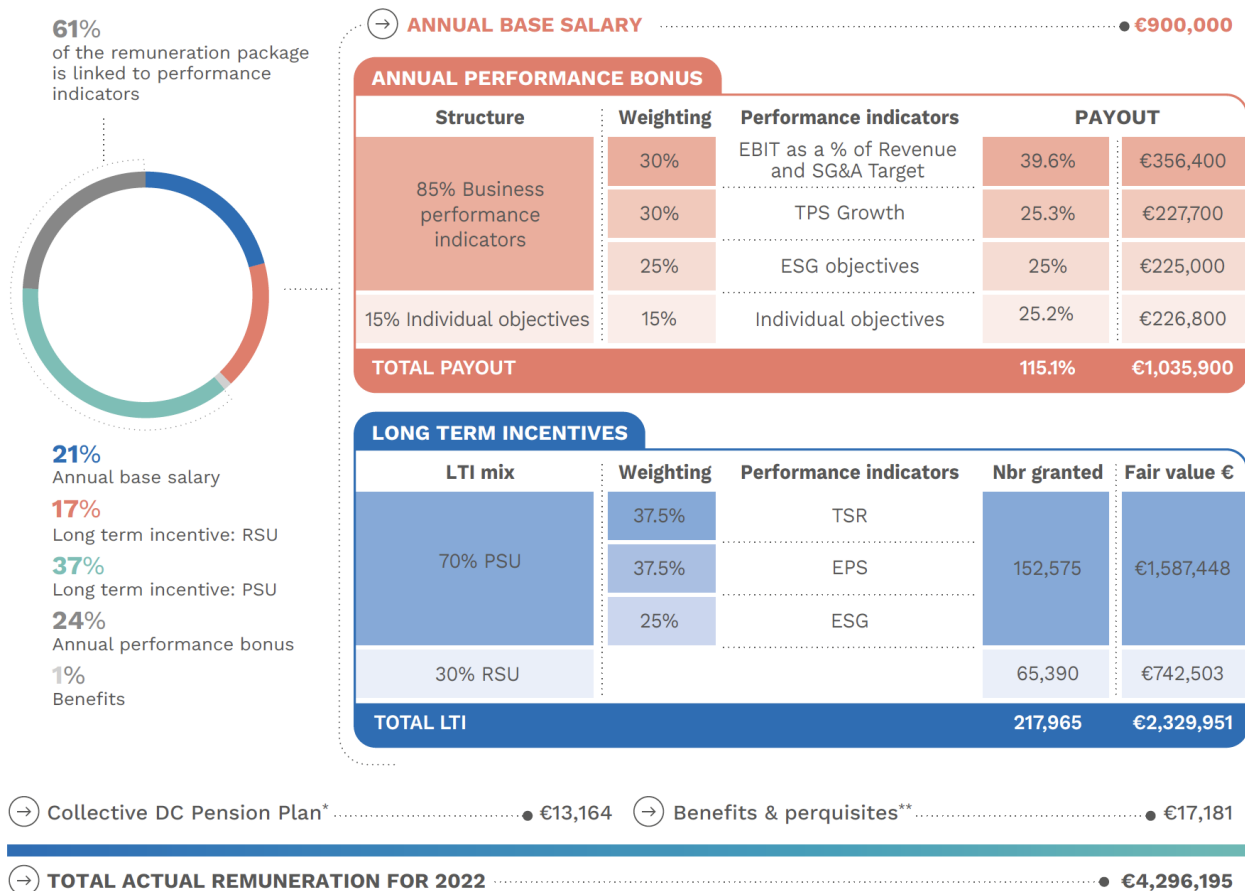 61%
of the remuneration package
is linked to performance
indicators
21%
Annual base salary
17%
Long term incentive: RSU
37%
Long term incentive: PSU
24%
Annual performance bonus
1%
Benefits
ANNUAL BASE SALARY €900,000
ANNUAL PERFORMANCE BONUS
Structure Weighting Performance indicators PAYOUT
85% Business
performance
indicators
30% EBIT as a % of Revenue
and SG&A Target 39.6% €356,400
30% TPS Growth 25.3% €227,700
25% ESG objectives 25% €225,000
15% Individual objectives 15% Individual objectives 25.2% €226,800
TOTAL PAYOUT 115.1% €1,035,900
LONG TERM INCENTIVES
LTI mix Weighting Performance indicators Nbr granted Fair value €
37.5% TSR
70% PSU 37.5% EPS 152,575 €1,587,448
25% ESG
30% RSU 65,390 €742,503
TOTAL LTI 217,965 €2,329,951
Collective DC Pension Plan* €13,164 Benefits & perquisites** €17,181
TOTAL ACTUAL REMUNERATION FOR 2022 €4,296,195